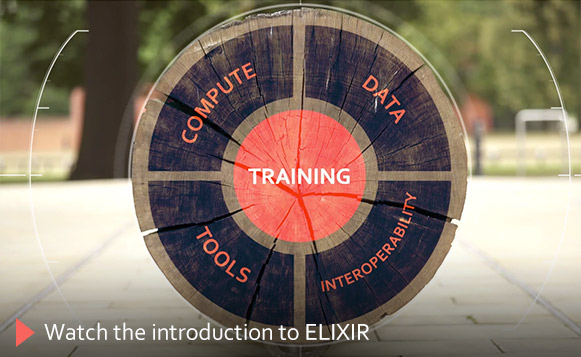 COMPUTE
DATA
TRAINING
TOOLS
INTEROPERABILITY
Watch the introduction to ELIXIR